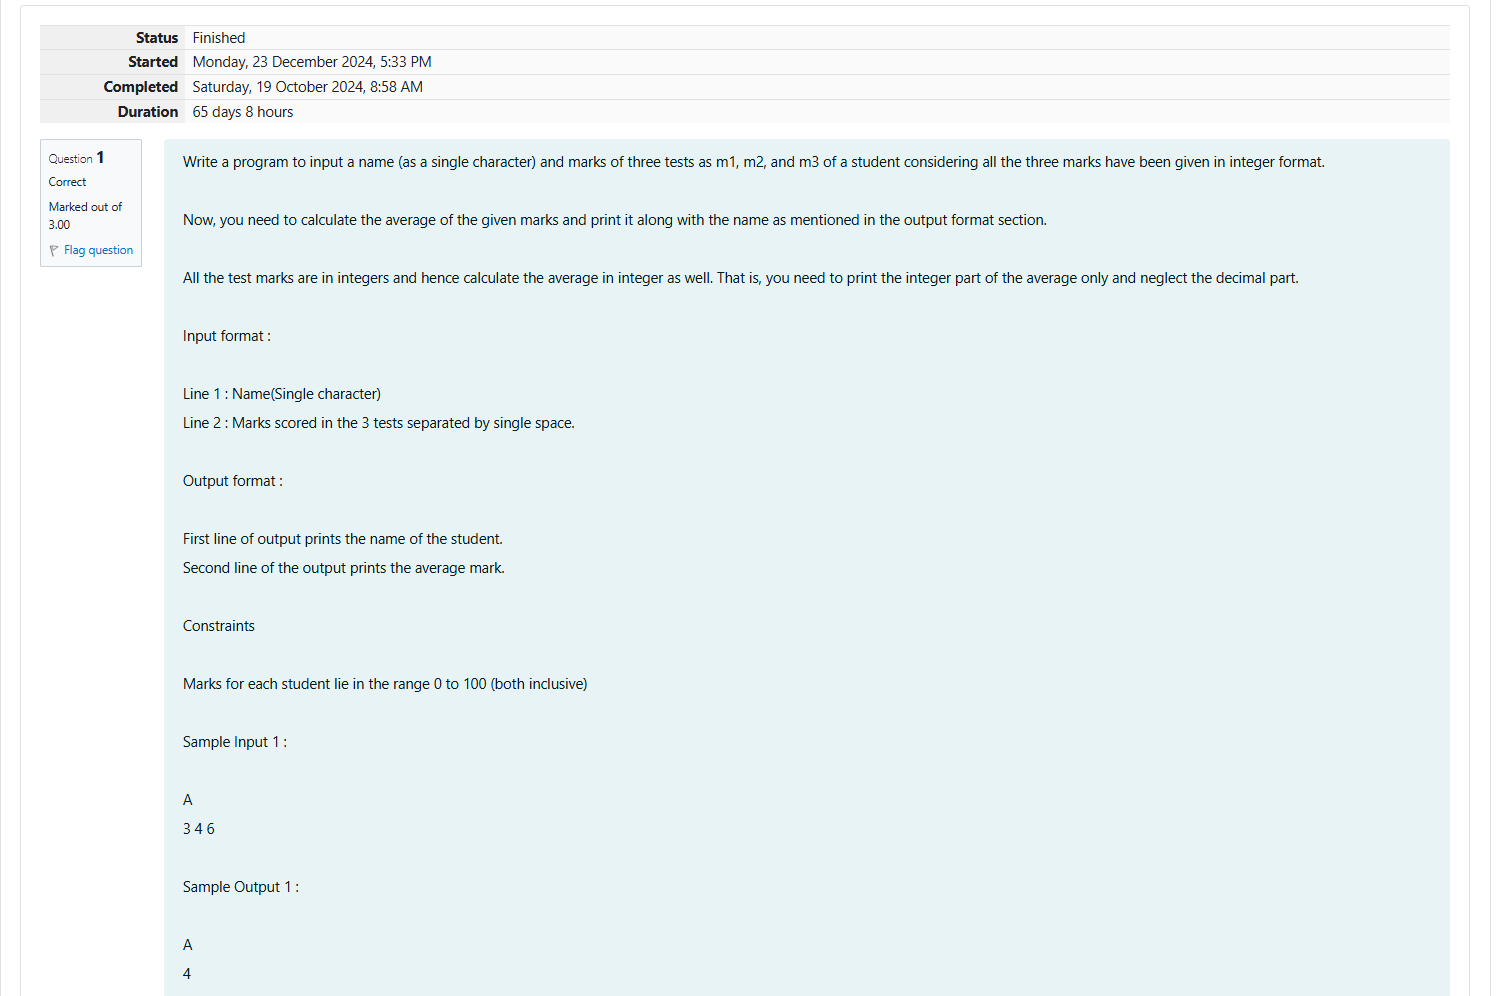 Status Finished
Started Monday, 23 December 2024, 5:33 PM
Completed Saturday, 19 October 2024, 8:58 AM
Duration 65 days 8 hours
Question 1
Correct
Marked out of
3.00
Flag question
Write a program to input a name (as a single character) and marks of three tests as m1, m2, and m3 of a student considering all the three marks have been given in integer format.
Now, you need to calculate the average of the given marks and print it along with the name as mentioned in the output format section.
All the test marks are in integers and hence calculate the average in integer as well. That is, you need to print the integer part of the average only and neglect the decimal part.
Input format :
Line 1 : Name(Single character)
Line 2 : Marks scored in the 3 tests separated by single space.
Output format :
First line of output prints the name of the student.
Second line of the output prints the average mark.
Constraints
Marks for each student lie in the range 0 to 100 (both inclusive)
Sample Input 1 :
A
3 4 6
Sample Output 1 :
A
4